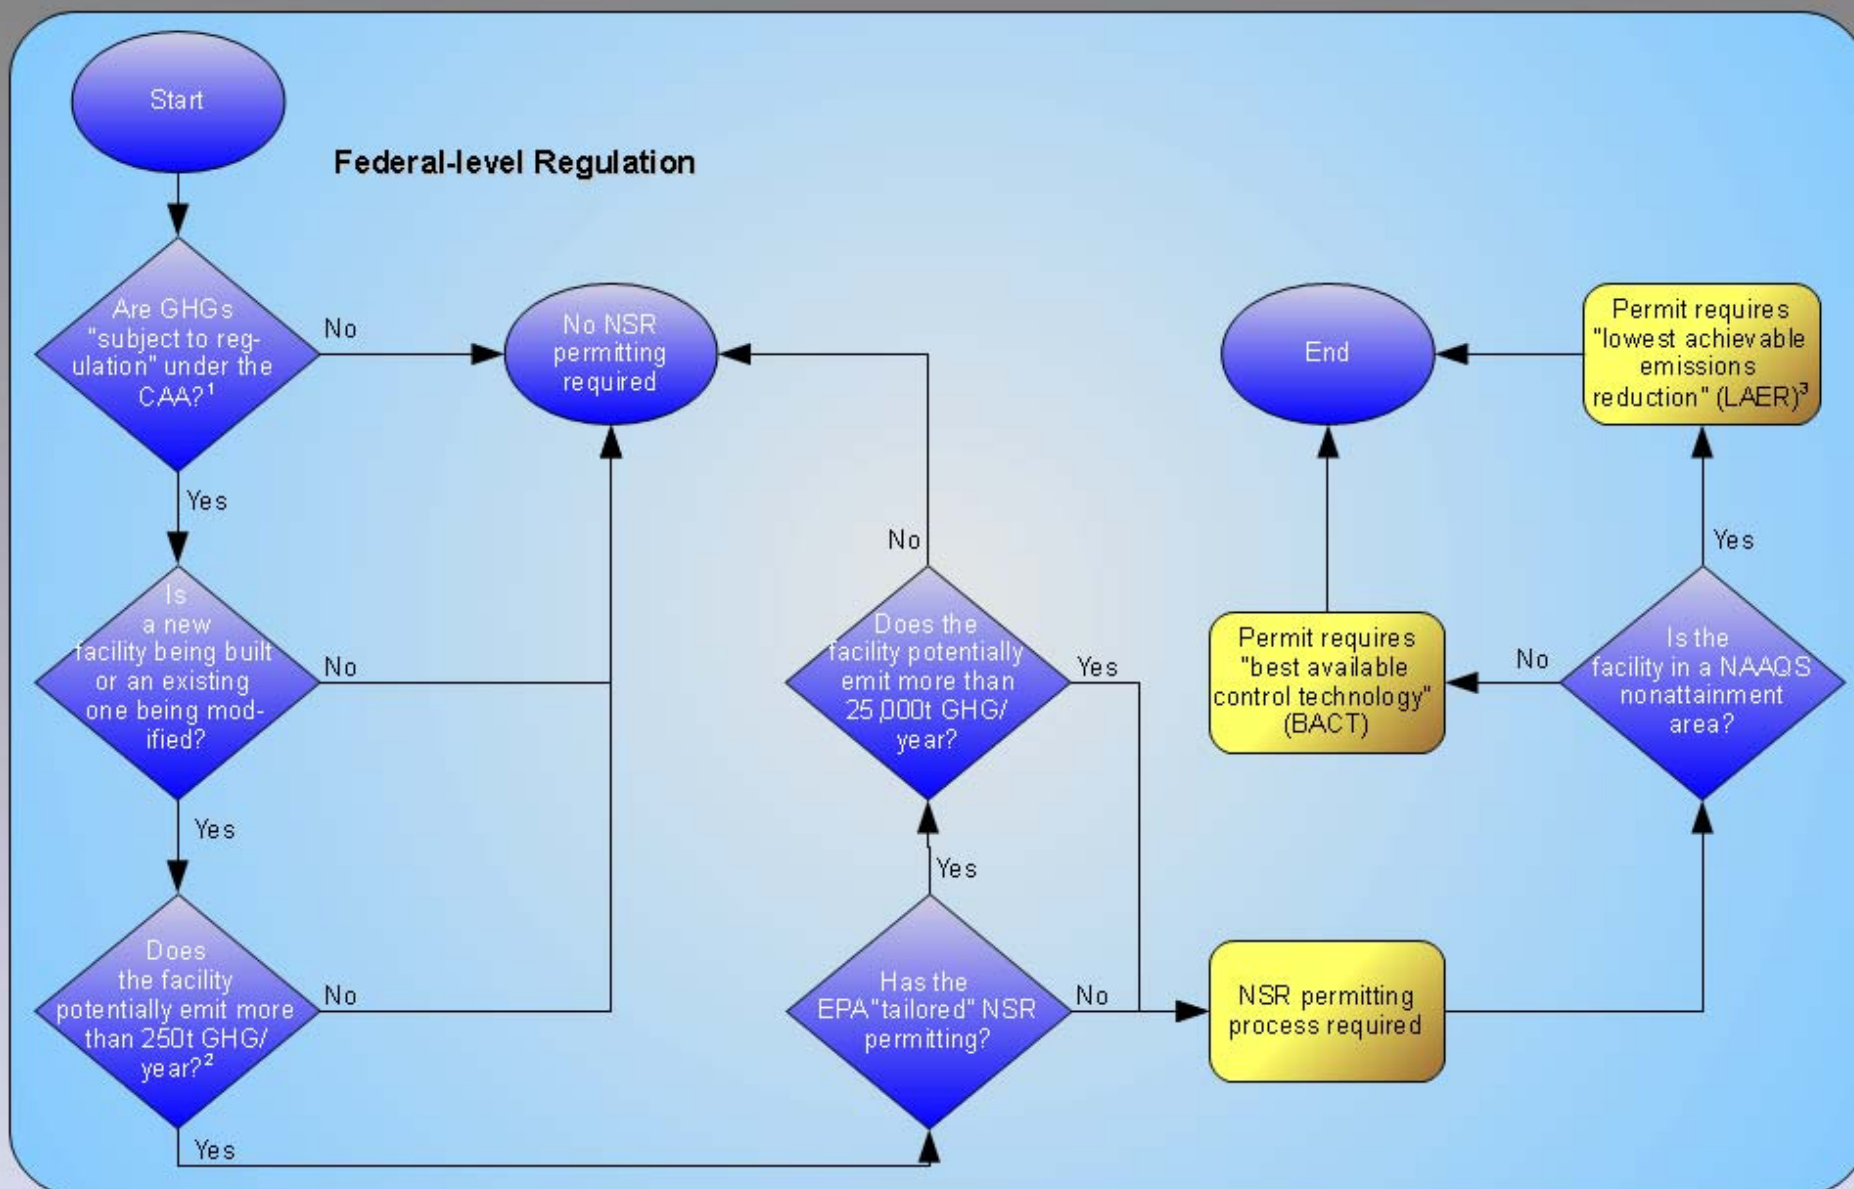 Start
Federal-level Regulation
Are GHGs
"subject to reg-
ulation" under the
CAA?¹
No
Yes
No NSR
permitting
required
Is
a new
facility being built
or an existing
one being mod-
ified?
No
Yes
Does
the facility
potentially emit more
than 250t GHG/
year?²
No
Yes
Has the
EPA"tailored" NSR
permitting?
Yes
No
Does the
facility potentially
emit more than
25,000t GHG/
year?
No
Yes
NSR permitting
process required
Is the
facility in a NAAQS
nonattainment
area?
No
Yes
Permit requires
"best available
control technology"
(BACT)
Permit requires
"lowest achievable
emissions
reduction" (LAER)³
End